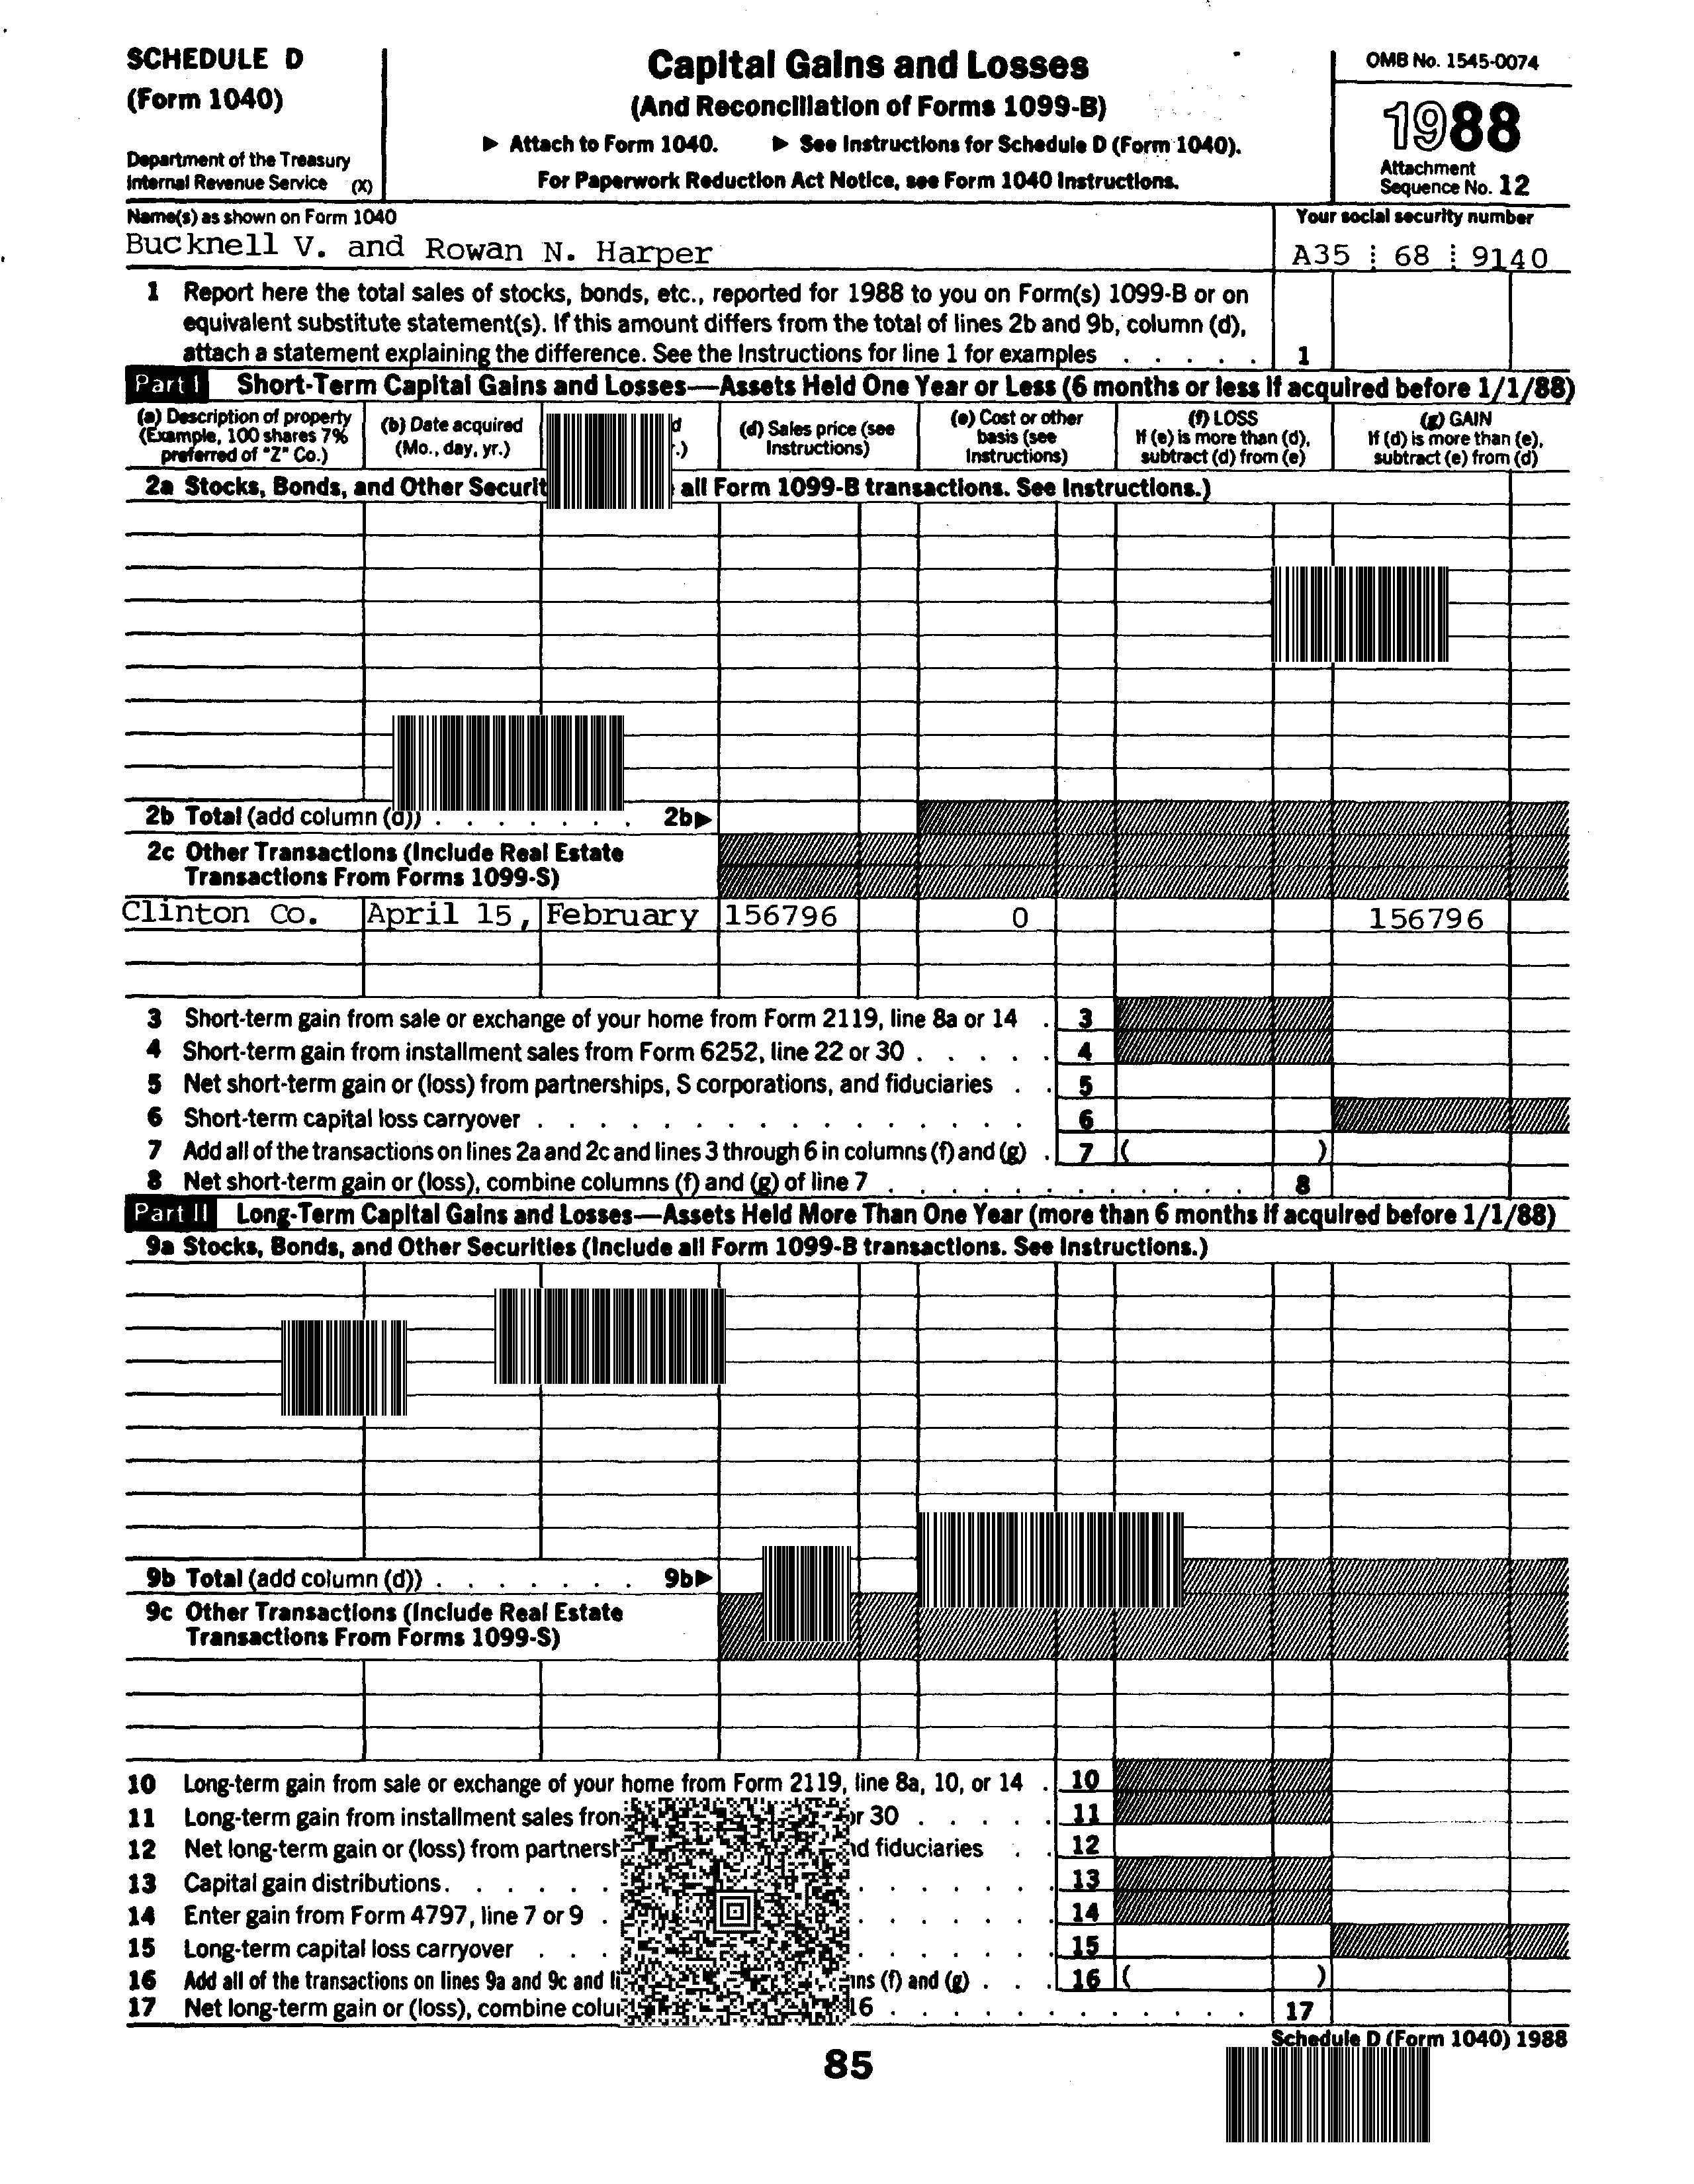 SCHEDULE D
(Form 1040)
Department of the Treasury
Internal Revenue Service (X)
Capital Gains and Losses
(And Reconciliation of Forms 1099-B)
▶ Attach to Form 1040. ▶ See Instructions for Schedule D (Form 1040).
For Paperwork Reduction Act Notice, see Form 1040 Instructions.
OMB No. 1545-0074
1988
Attachment
Sequence No. 12
Name(s) as shown on Form 1040
Bucknell V. and Rowan N. Harper
Your social security number
A35 68 9140
1 Report here the total sales of stocks, bonds, etc., reported for 1988 to you on Form(s) 1099-B or on
equivalent substitute statement(s). If this amount differs from the total of lines 2b and 9b, column (d),
attach a statement explaining the difference. See the Instructions for line 1 for examples . . . . . 1
Part I Short-Term Capital Gains and Losses—Assets Held One Year or Less (6 months or less if acquired before 1/1/88)
(a) Description of property
(Example, 100 shares 7%
preferred of "Z" Co.)
(b) Date acquired
(Mo., day, yr.)
d
.)
(d) Sales price (see
Instructions)
(e) Cost or other
basis (see
Instructions)
(f) LOSS
If (e) is more than (d),
subtract (d) from (e)
(g) GAIN
If (d) is more than (e),
subtract (e) from (d)
2a Stocks, Bonds, and Other Securit all Form 1099-B transactions. See Instructions.)
2b Total (add column (d)) . . . . . . . 2b▶
2c Other Transactions (Include Real Estate
Transactions From Forms 1099-S)
Clinton Co. April 15, February 156796 0 156796
3 Short-term gain from sale or exchange of your home from Form 2119, line 8a or 14 . 3
4 Short-term gain from installment sales from Form 6252, line 22 or 30 . . . . . 4
5 Net short-term gain or (loss) from partnerships, S corporations, and fiduciaries . . 5
6 Short-term capital loss carryover . . . . . . . . . . . . . . . . 6
7 Add all of the transactions on lines 2a and 2c and lines 3 through 6 in columns (f) and (g) . 7 ( )
8 Net short-term gain or (loss), combine columns (f) and (g) of line 7 . . . . . . . . . . . . 8
Part II Long-Term Capital Gains and Losses—Assets Held More Than One Year (more than 6 months if acquired before 1/1/88)
9a Stocks, Bonds, and Other Securities (Include all Form 1099-B transactions. See Instructions.)
9b Total (add column (d)) . . . . . . . 9b▶
9c Other Transactions (Include Real Estate
Transactions From Forms 1099-S)
10 Long-term gain from sale or exchange of your home from Form 2119, line 8a, 10, or 14 . 10
11 Long-term gain from installment sales from or 30 . . . . . 11
12 Net long-term gain or (loss) from partnersh nd fiduciaries . . 12
13 Capital gain distributions . . . . . . . . . . . . . 13
14 Enter gain from Form 4797, line 7 or 9 . . . . . . . . 14
15 Long-term capital loss carryover . . . . . . . . . . 15
16 Add all of the transactions on lines 9a and 9c and li ns (f) and (g) . . . 16 ( )
17 Net long-term gain or (loss), combine colu 16 . . . . . . . . . . . . 17
Schedule D (Form 1040) 1988
85